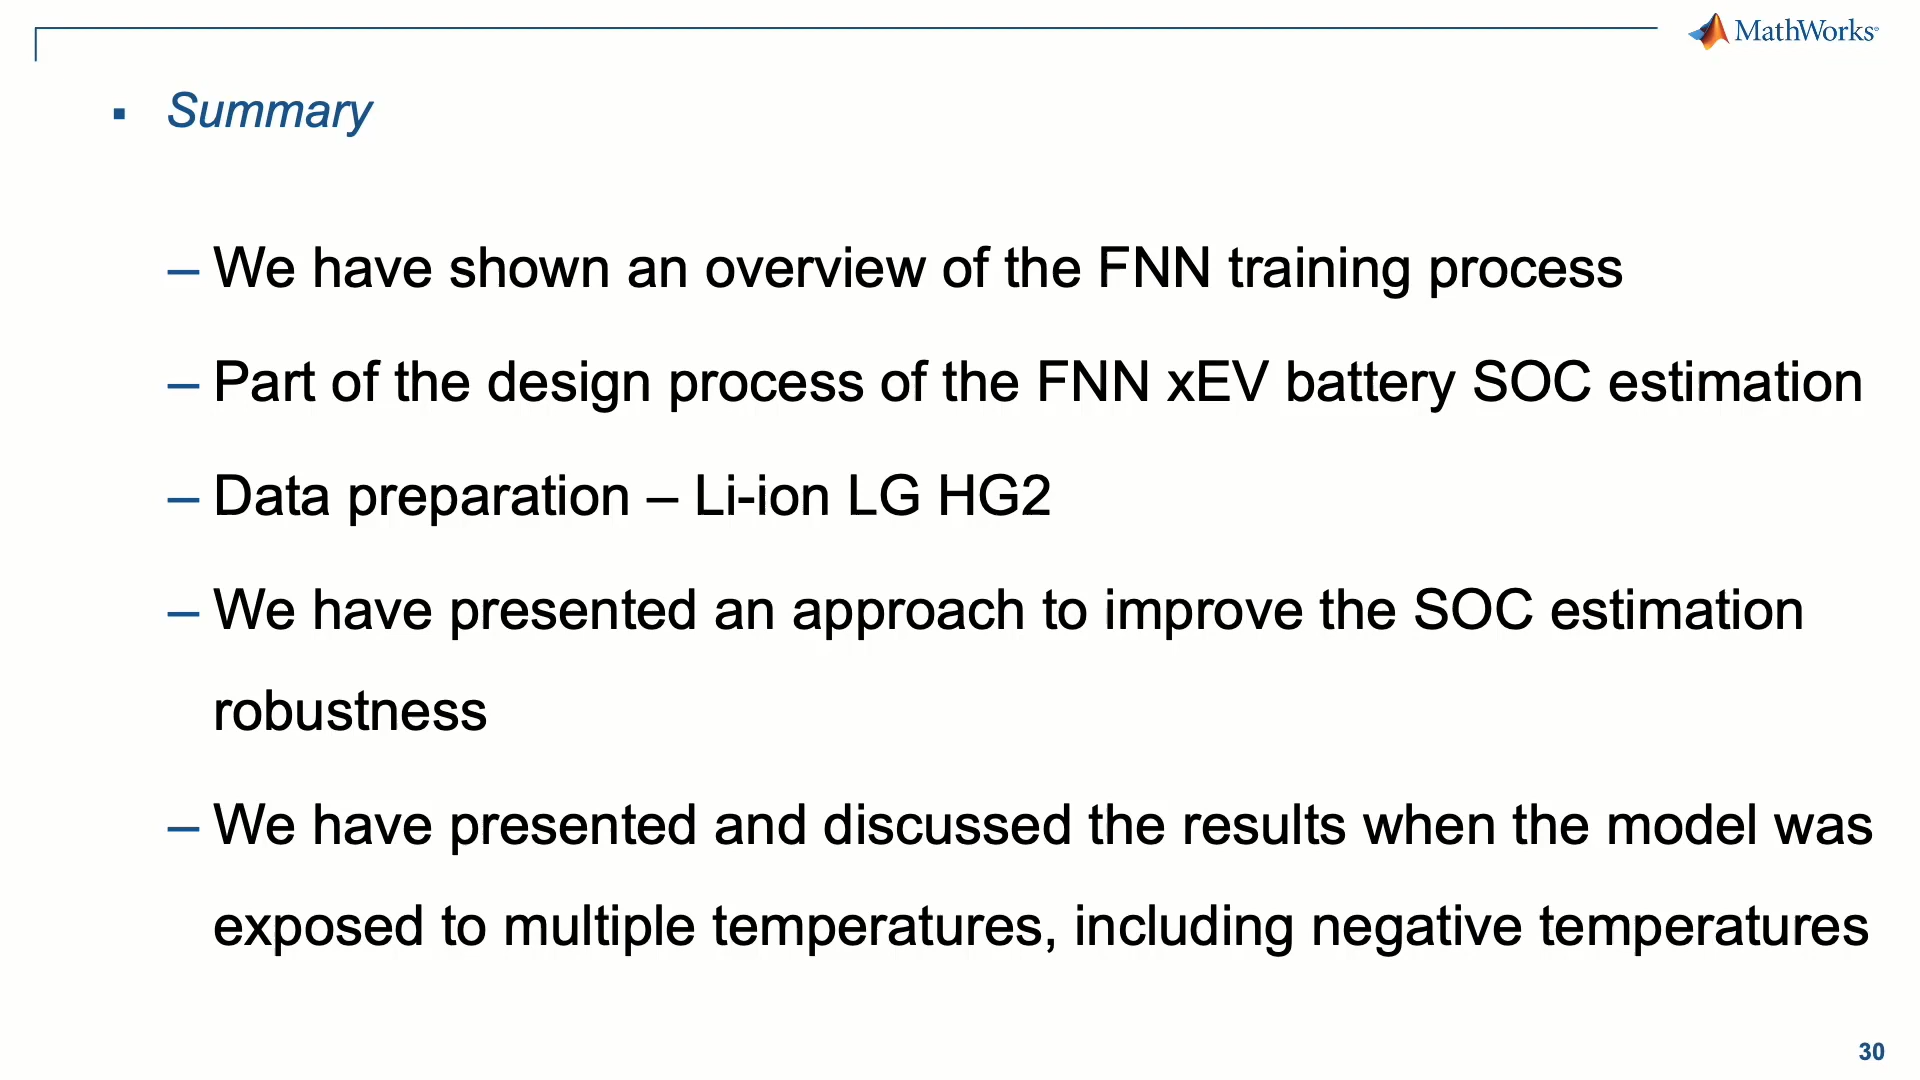 MathWorks®
▪ Summary
– We have shown an overview of the FNN training process
– Part of the design process of the FNN xEV battery SOC estimation
– Data preparation – Li-ion LG HG2
– We have presented an approach to improve the SOC estimation
robustness
– We have presented and discussed the results when the model was
exposed to multiple temperatures, including negative temperatures
30